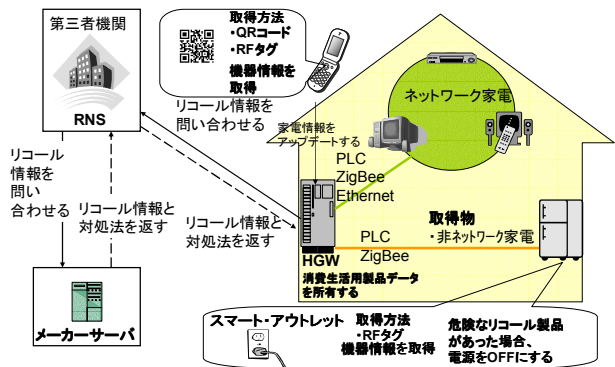 第三者機関
RNS
取得方法
・QRコード
・RFタグ
機器情報を
取得
リコール情報を
問い合わせる
家電情報を
アップデートする
ネットワーク家電
PLC
ZigBee
Ethernet
リコール
情報を
問い
合わせる
リコール情報と
対処法を返す
リコール情報と
対処法を返す
HGW
消費生活用製品データ
を所有する
PLC
ZigBee
取得物
・非ネットワーク家電
メーカーサーバ
スマート・アウトレット
取得方法
・RFタグ
機器情報を取得
危険なリコール製品
があった場合、
電源をOFFにする